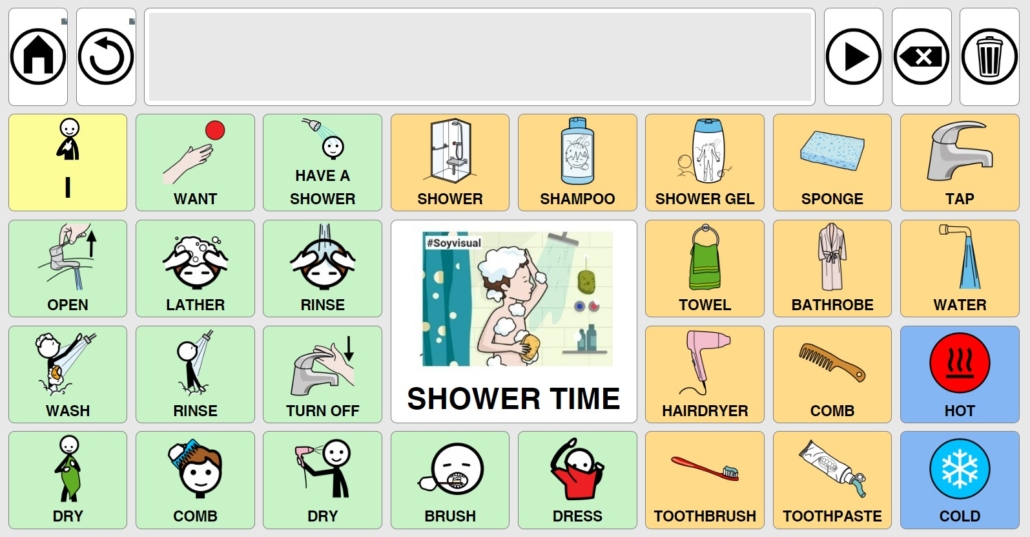 I
WANT
HAVE A
SHOWER
SHOWER
SHAMPOO
SHOWER GEL
SPONGE
TAP
OPEN
LATHER
RINSE
#Soyvisual
SHOWER TIME
TOWEL
BATHROBE
WATER
WASH
RINSE
TURN OFF
HAIRDRYER
COMB
HOT
DRY
COMB
DRY
BRUSH
DRESS
TOOTHBRUSH
TOOTHPASTE
COLD